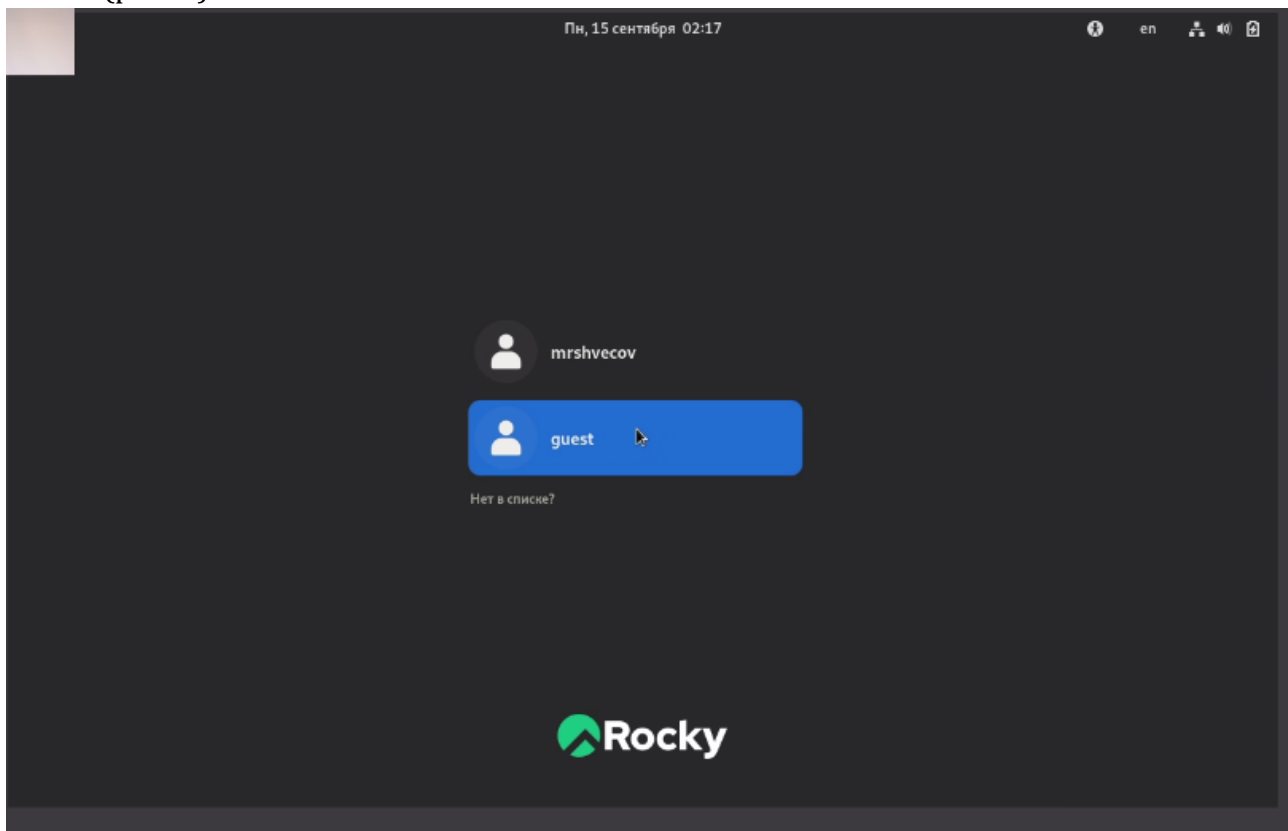 Пн, 15 сентября 02:17
en
mrshvecov
guest
Нет в списке?
Rocky